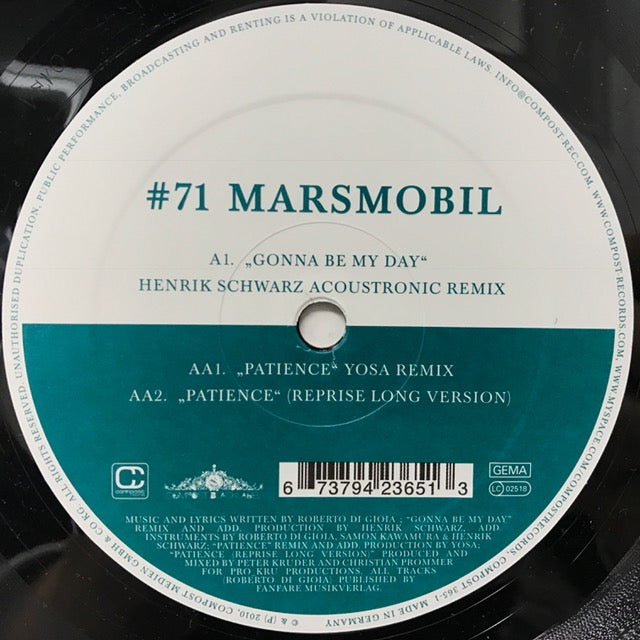 #71 MARSMOBIL
A1. „GONNA BE MY DAY“
HENRIK SCHWARZ ACOUSTRONIC REMIX
AA1. „PATIENCE“ YOSA REMIX
AA2. „PATIENCE“ (REPRISE LONG VERSION)
COMPOST
6 73794 23651 3
GEMA
LC 02518
MUSIC AND LYRICS WRITTEN BY ROBERTO DI GIOIA ; “GONNA BE MY DAY”
REMIX AND ADD. PRODUCTION BY HENRIK SCHWARZ, ADD.
INSTRUMENTS BY ROBERTO DI GIOIA, SAMON KAWAMURA & HENRIK
SCHWARZ; “PATIENCE” REMIX AND ADD. PRODUCTION BY YOSA;
“PATIENCE (REPRISE LONG VERSION)” PRODUCED AND
MIXED BY PETER KRUDER AND CHRISTIAN PROMMER
FOR PRO KRU PRODUCTIONS. ALL TRACKS
(ROBERTO DI GIOIA) PUBLISHED BY
FANFARE MUSIKVERLAG.
© & (P) 2010, COMPOST MEDIEN GMBH & CO KG. ALL RIGHTS RESERVED. UNAUTHORISED DUPLICATION, PUBLIC PERFORMANCE, BROADCASTING AND RENTING IS A VIOLATION OF APPLICABLE LAWS. INFO@COMPOST-REC.COM, WWW.COMPOST-RECORDS.COM, WWW.MYSPACE.COM/COMPOSTRECORDS, COMPOST 365-1 MADE IN GERMANY